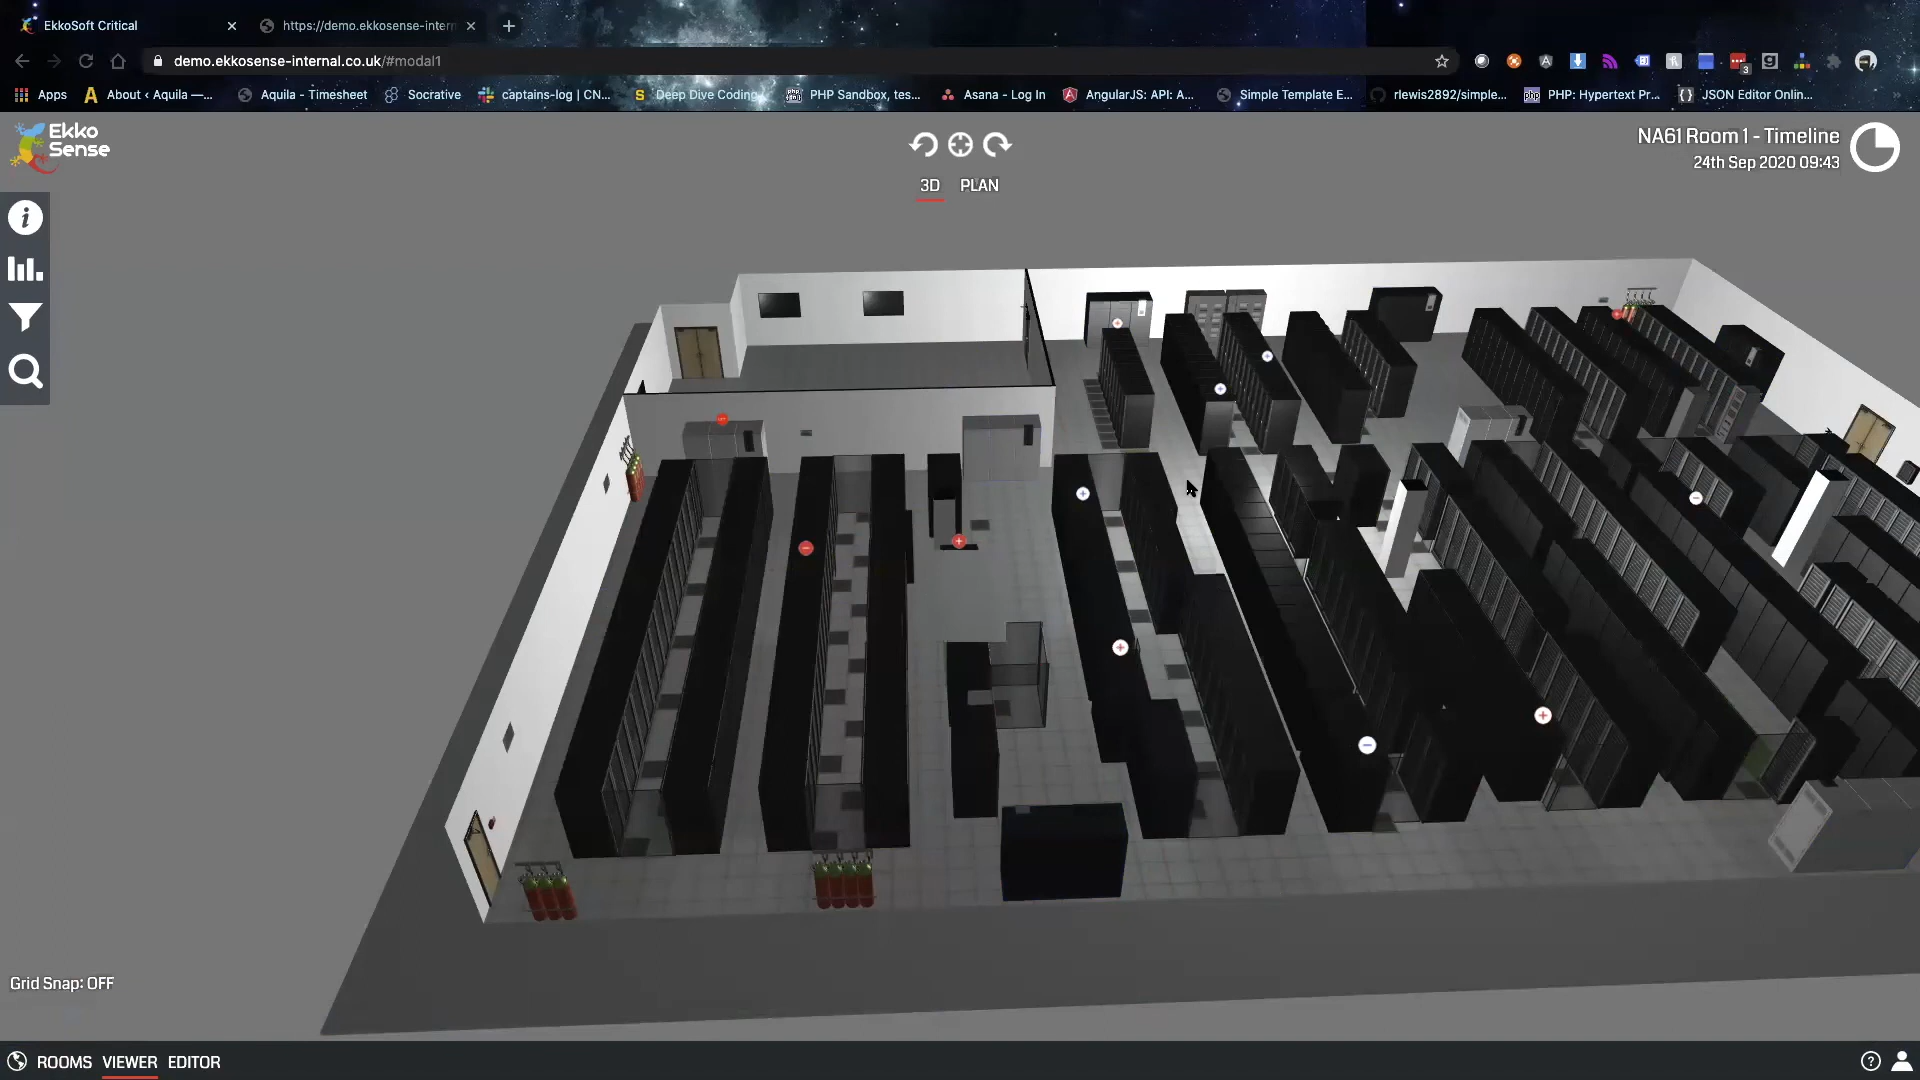 EkkoSoft Critical
https://demo.ekkosense-intern
demo.ekkosense-internal.co.uk/#modal1
3
Apps
About ‹ Aquila —...
Aquila - Timesheet
Socrative
captains-log | CN...
Deep Dive Coding
PHP Sandbox, tes...
Asana - Log In
AngularJS: API: A...
Simple Template E...
rlewis2892/simple...
PHP: Hypertext Pr...
JSON Editor Onlin...
Ekko
Sense
3D
PLAN
NA61 Room 1 - Timeline
24th Sep 2020 09:43
Grid Snap: OFF
ROOMS
VIEWER
EDITOR